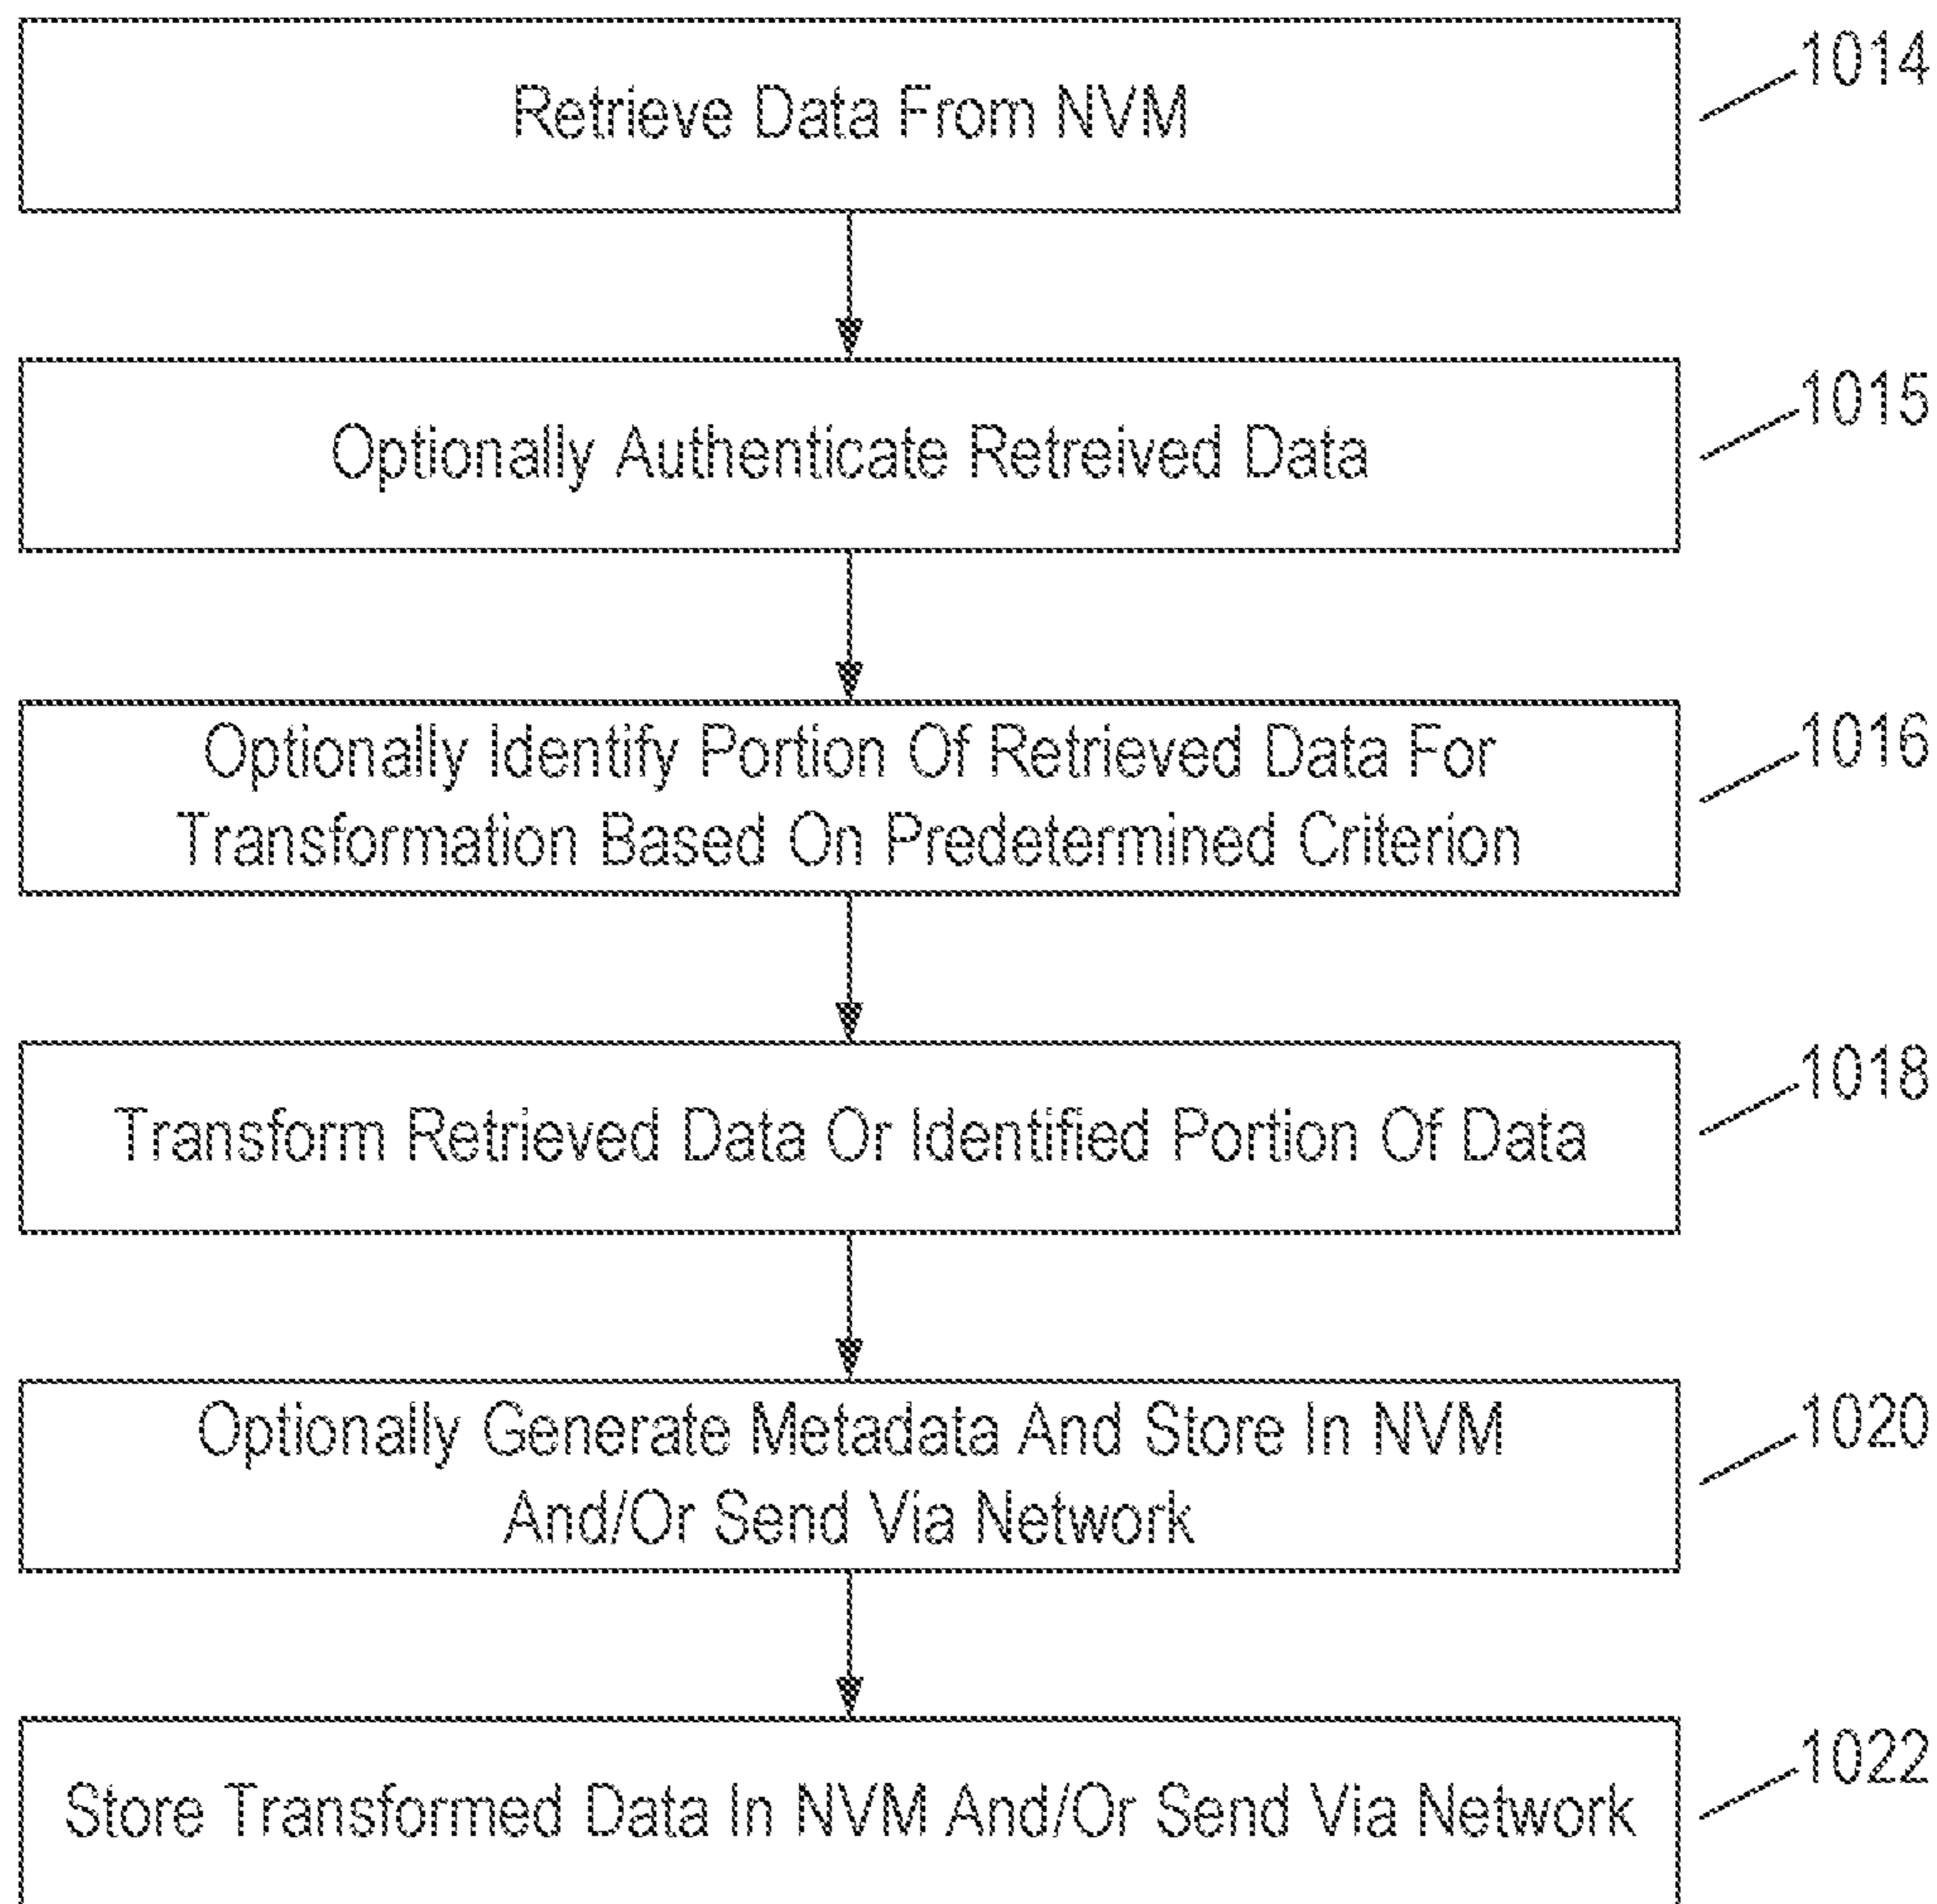 Retrieve Data From NVM
1014
Optionally Authenticate Retreived Data
1015
Optionally Identify Portion Of Retrieved Data For
Transformation Based On Predetermined Criterion
1016
Transform Retrieved Data Or Identified Portion Of Data
1018
Optionally Generate Metadata And Store In NVM
And/Or Send Via Network
1020
Store Transformed Data In NVM And/Or Send Via Network
1022